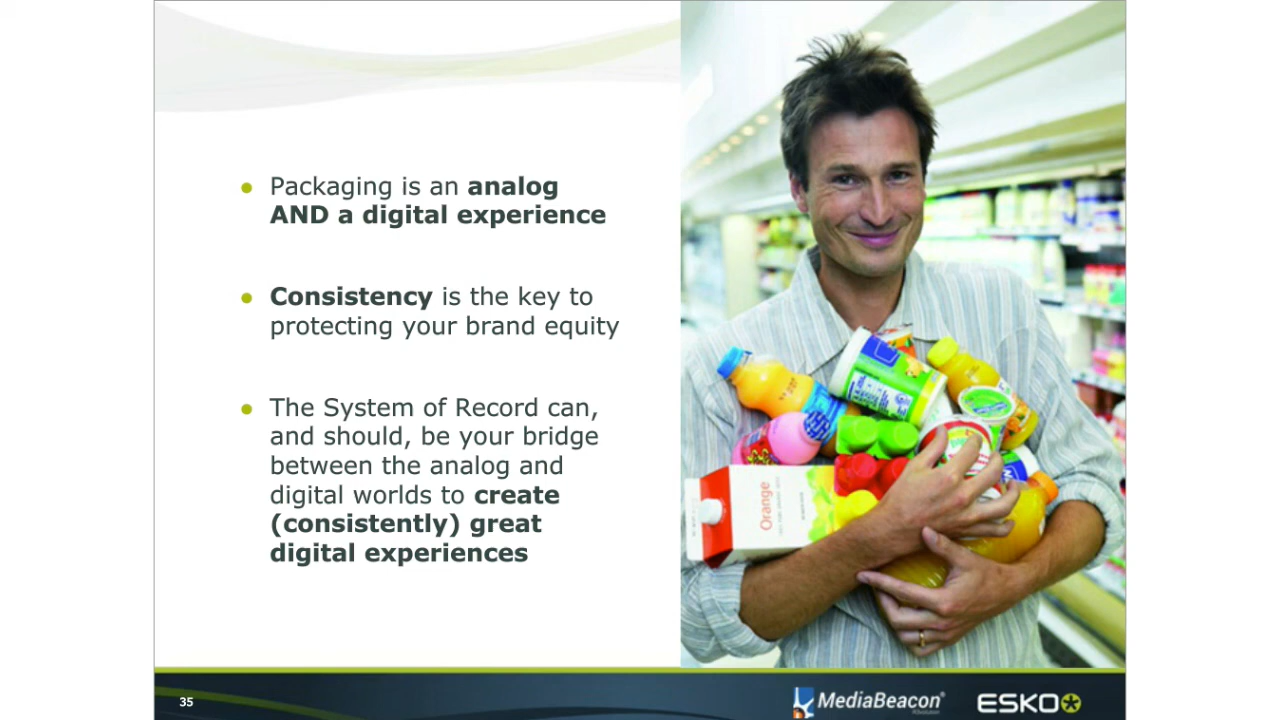 Packaging is an analog
AND a digital experience
Consistency is the key to
protecting your brand equity
The System of Record can,
and should, be your bridge
between the analog and
digital worlds to create
(consistently) great
digital experiences
Orange
35
MediaBeacon®
ESKO